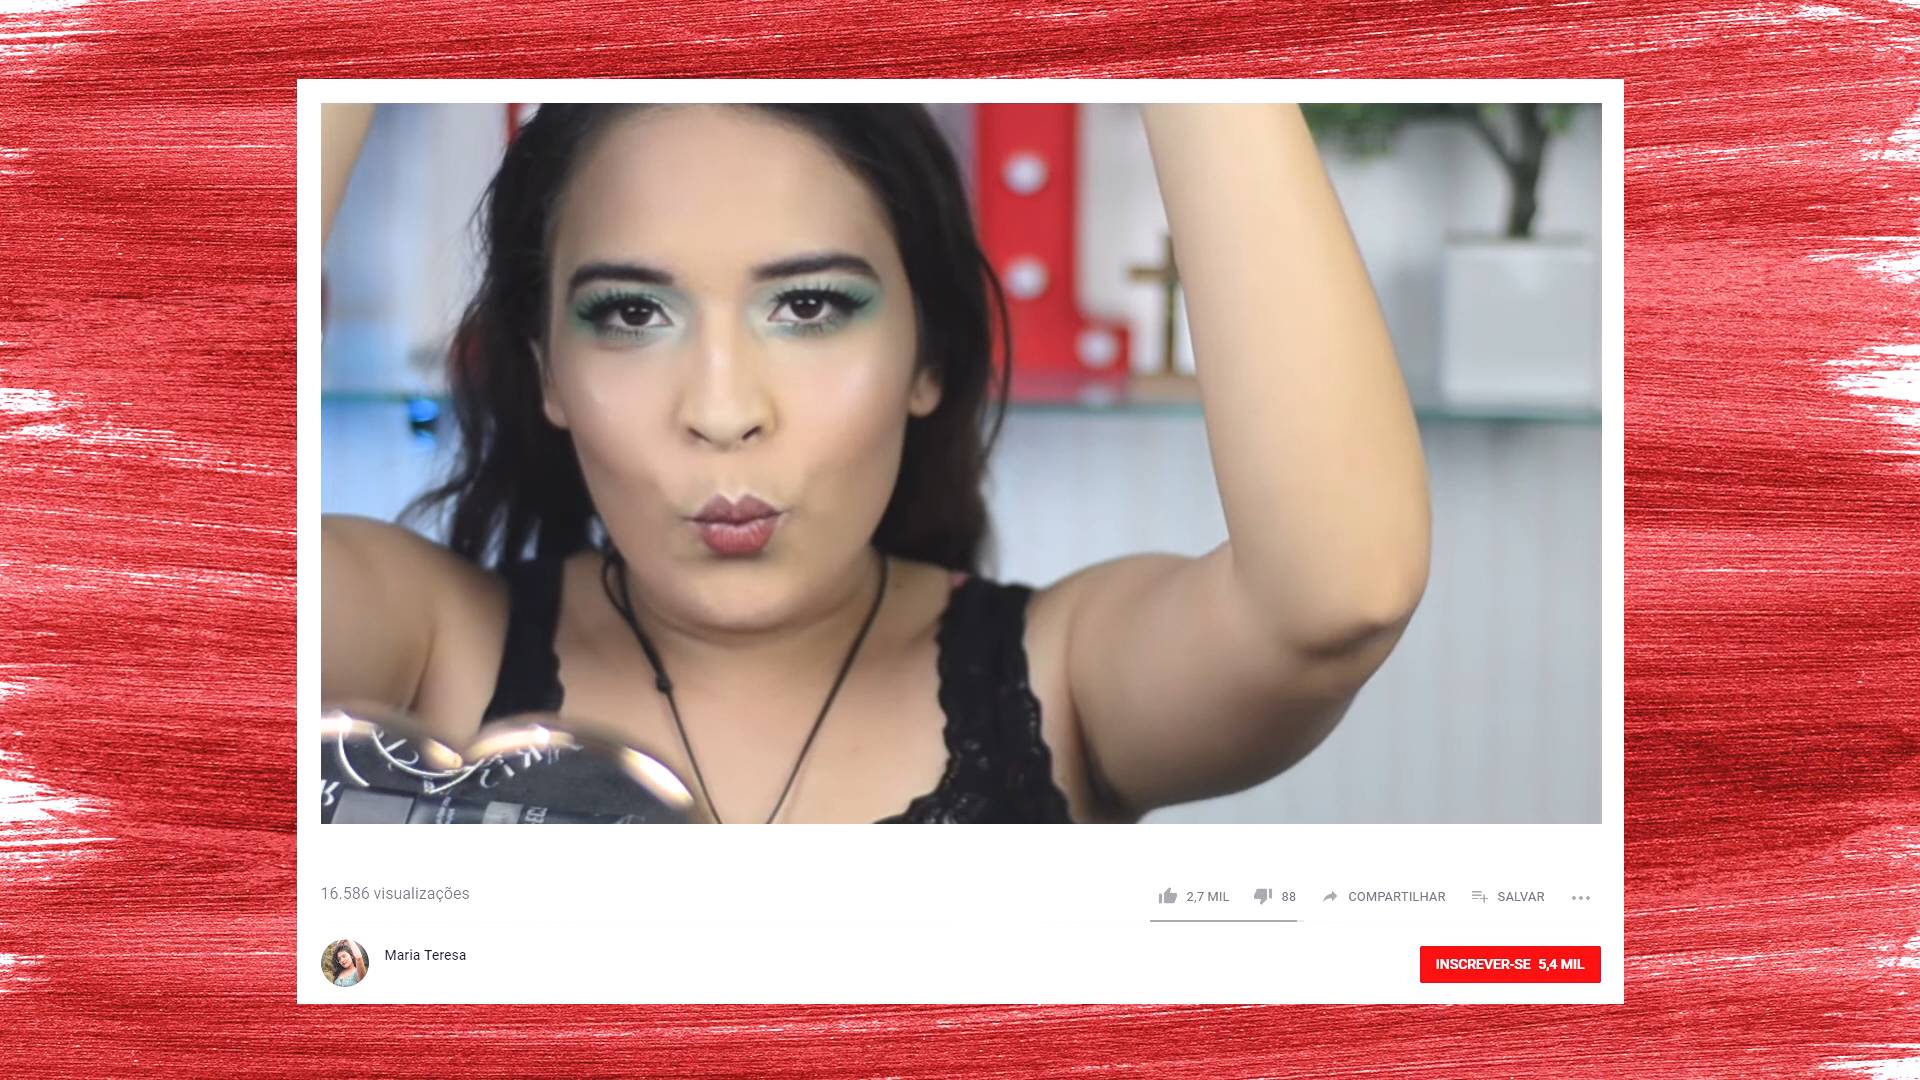 16.586 visualizações
2,7 MIL 88 COMPARTILHAR SALVAR
Maria Teresa
INSCREVER-SE 5,4 MIL